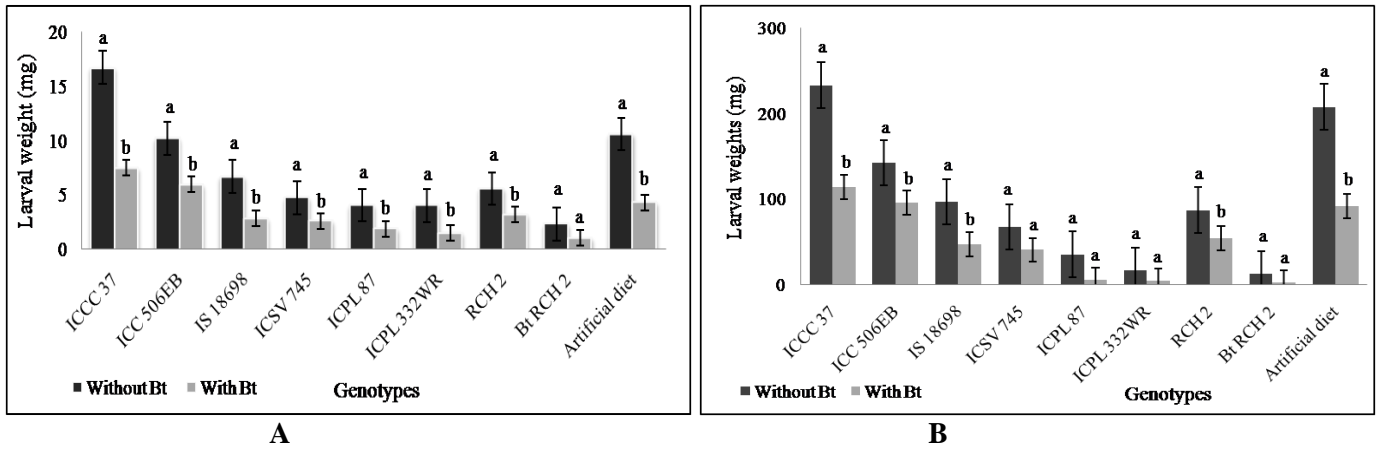 20
15
10
5
0
Larval weight (mg)
a
b
a
b
a
b
a
b
a
b
a
b
a
b
a
a
a
b
ICCC 37
ICC 506EB
IS 18698
ICSV 745
ICPL 87
ICPL 332WR
RCH 2
Bt RCH 2
Artificial diet
Without Bt With Bt Genotypes
A
300
200
100
0
Larval weights (mg)
a
b
a
b
a
b
a
a
a
a
a
a
a
b
a
a
a
b
ICCC 37
ICC 506EB
IS 18698
ICSV 745
ICPL 87
ICPL 332WR
RCH 2
Bt RCH 2
Artificial diet
Without Bt With Bt Genotypes
B